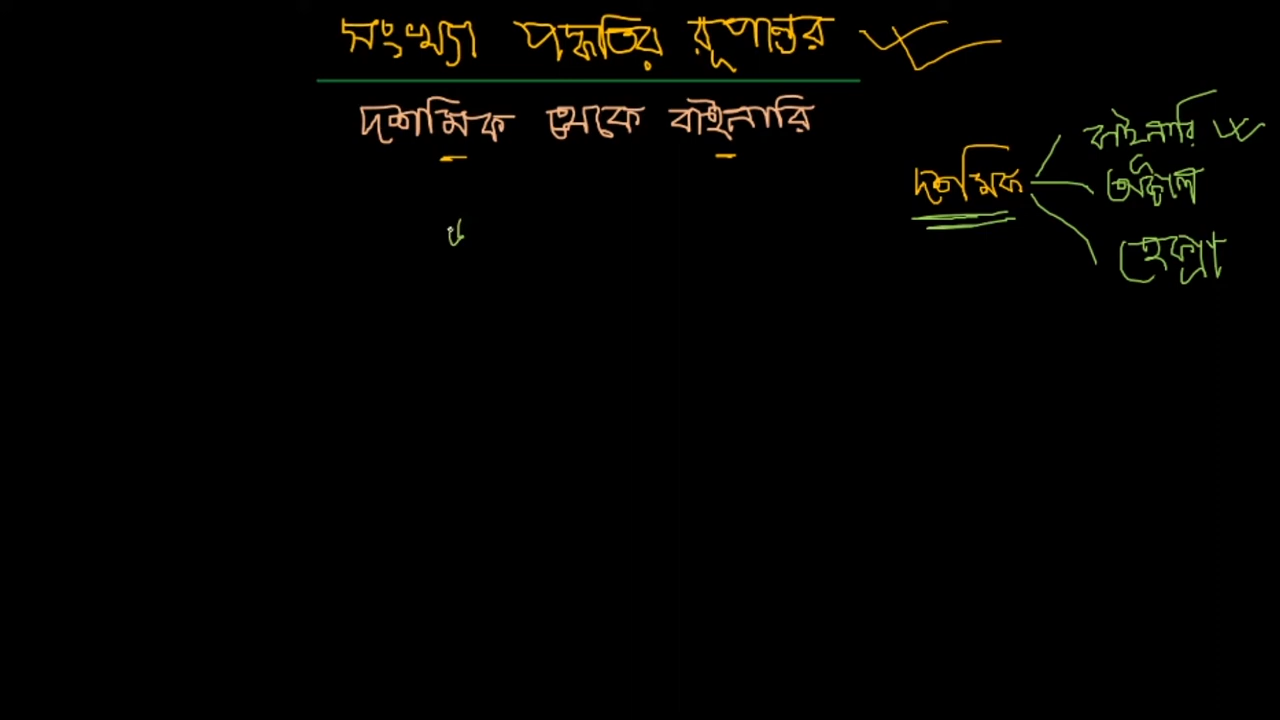 সংখ্যা পদ্ধতির রূপান্তর
দশমিক থেকে বাইনারি
দশমিক
বাইনারি
অক্টাল
হেক্সা